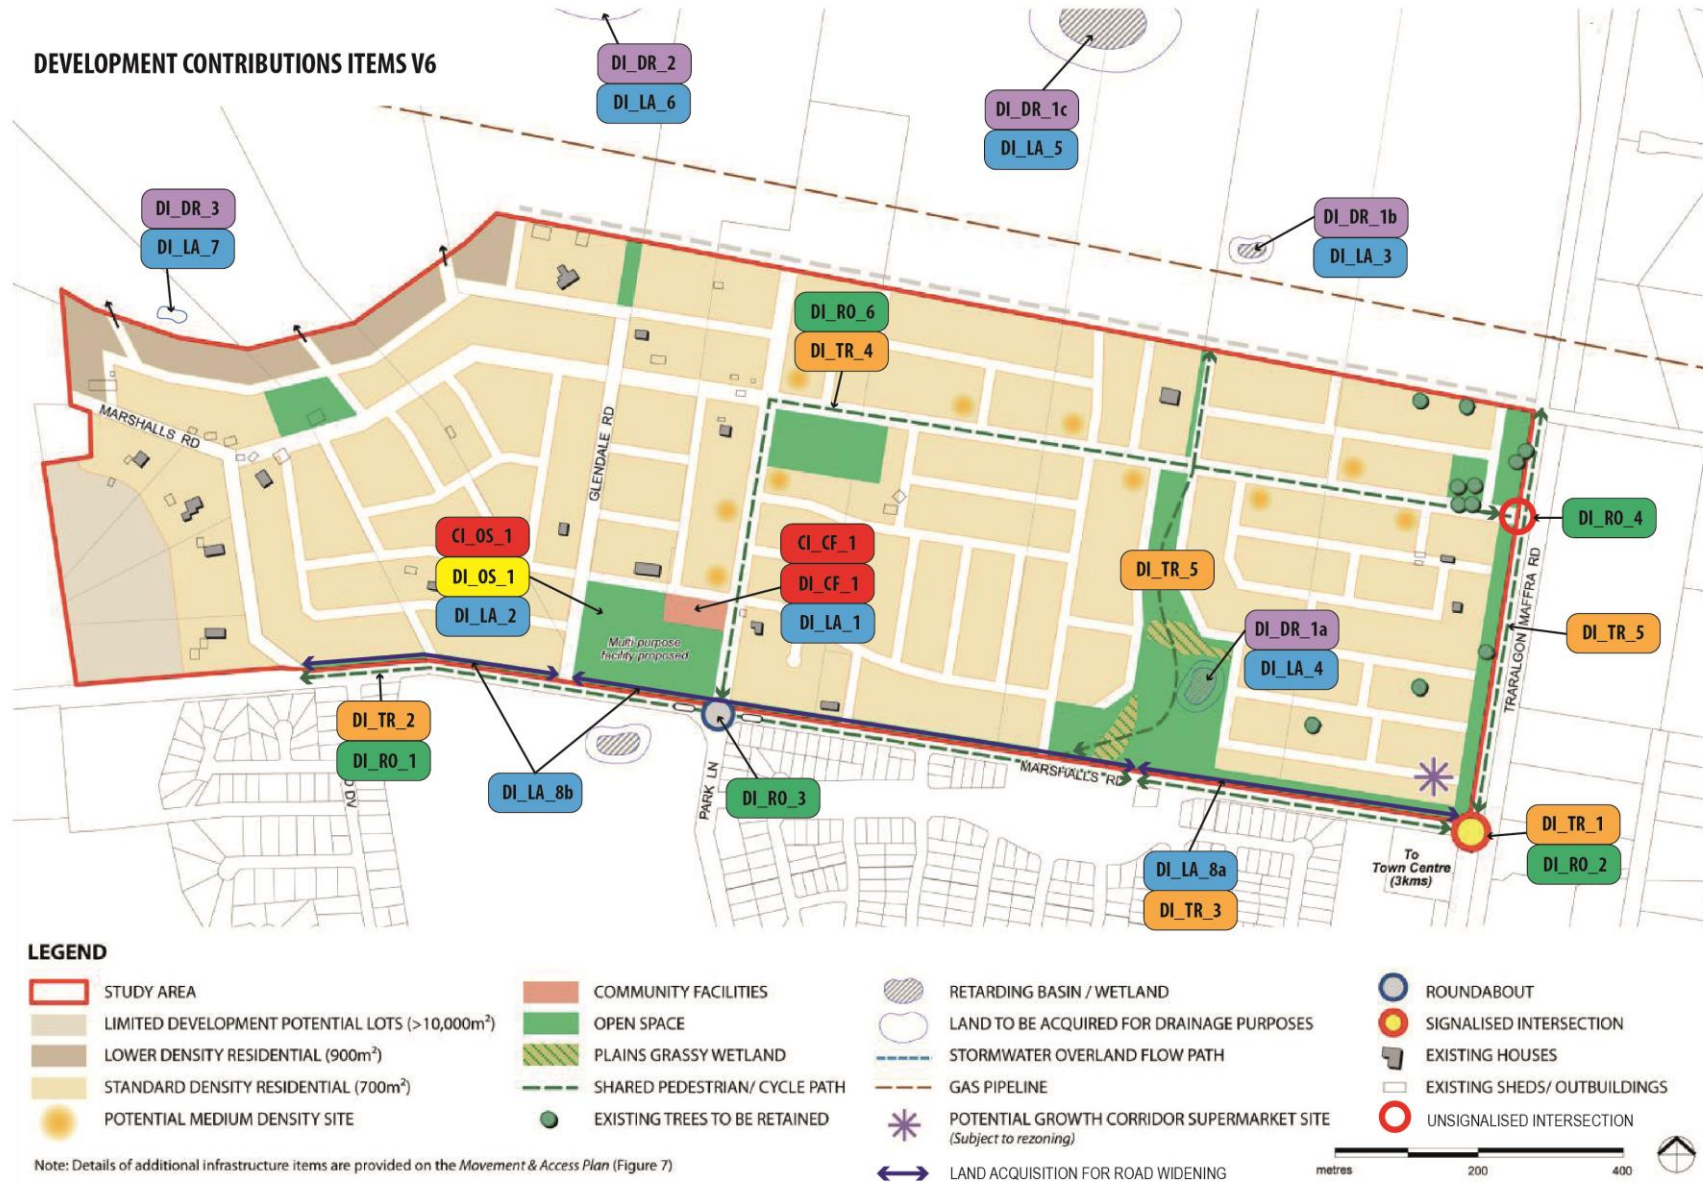 DEVELOPMENT CONTRIBUTIONS ITEMS V6
DI_DR_2
DI_LA_6
DI_DR_1c
DI_LA_5
DI_DR_3
DI_LA_7
DI_DR_1b
DI_LA_3
DI_RO_6
DI_TR_4
MARSHALLS RD
GLENDALE RD
CI_OS_1
DI_OS_1
DI_LA_2
CI_CF_1
DI_CF_1
DI_LA_1
DI_RO_4
DI_TR_5
DI_TR_5
TRARALGON MAFFRA RD
DI_DR_1a
DI_LA_4
Multi-purpose
facility proposed
DI_TR_2
DI_RO_1
DI_LA_8b
PARK LN
DI_RO_3
MARSHALLS RD
DV
DI_LA_8a
DI_TR_3
To
Town Centre
(3kms)
DI_TR_1
DI_RO_2
LEGEND
STUDY AREA
LIMITED DEVELOPMENT POTENTIAL LOTS (>10,000m²)
LOWER DENSITY RESIDENTIAL (900m²)
STANDARD DENSITY RESIDENTIAL (700m²)
POTENTIAL MEDIUM DENSITY SITE
COMMUNITY FACILITIES
OPEN SPACE
PLAINS GRASSY WETLAND
SHARED PEDESTRIAN/ CYCLE PATH
EXISTING TREES TO BE RETAINED
RETARDING BASIN / WETLAND
LAND TO BE ACQUIRED FOR DRAINAGE PURPOSES
STORMWATER OVERLAND FLOW PATH
GAS PIPELINE
POTENTIAL GROWTH CORRIDOR SUPERMARKET SITE
(Subject to rezoning)
LAND ACQUISITION FOR ROAD WIDENING
ROUNDABOUT
SIGNALISED INTERSECTION
EXISTING HOUSES
EXISTING SHEDS/ OUTBUILDINGS
UNSIGNALISED INTERSECTION
Note: Details of additional infrastructure items are provided on the Movement & Access Plan (Figure 7)
metres 200 400